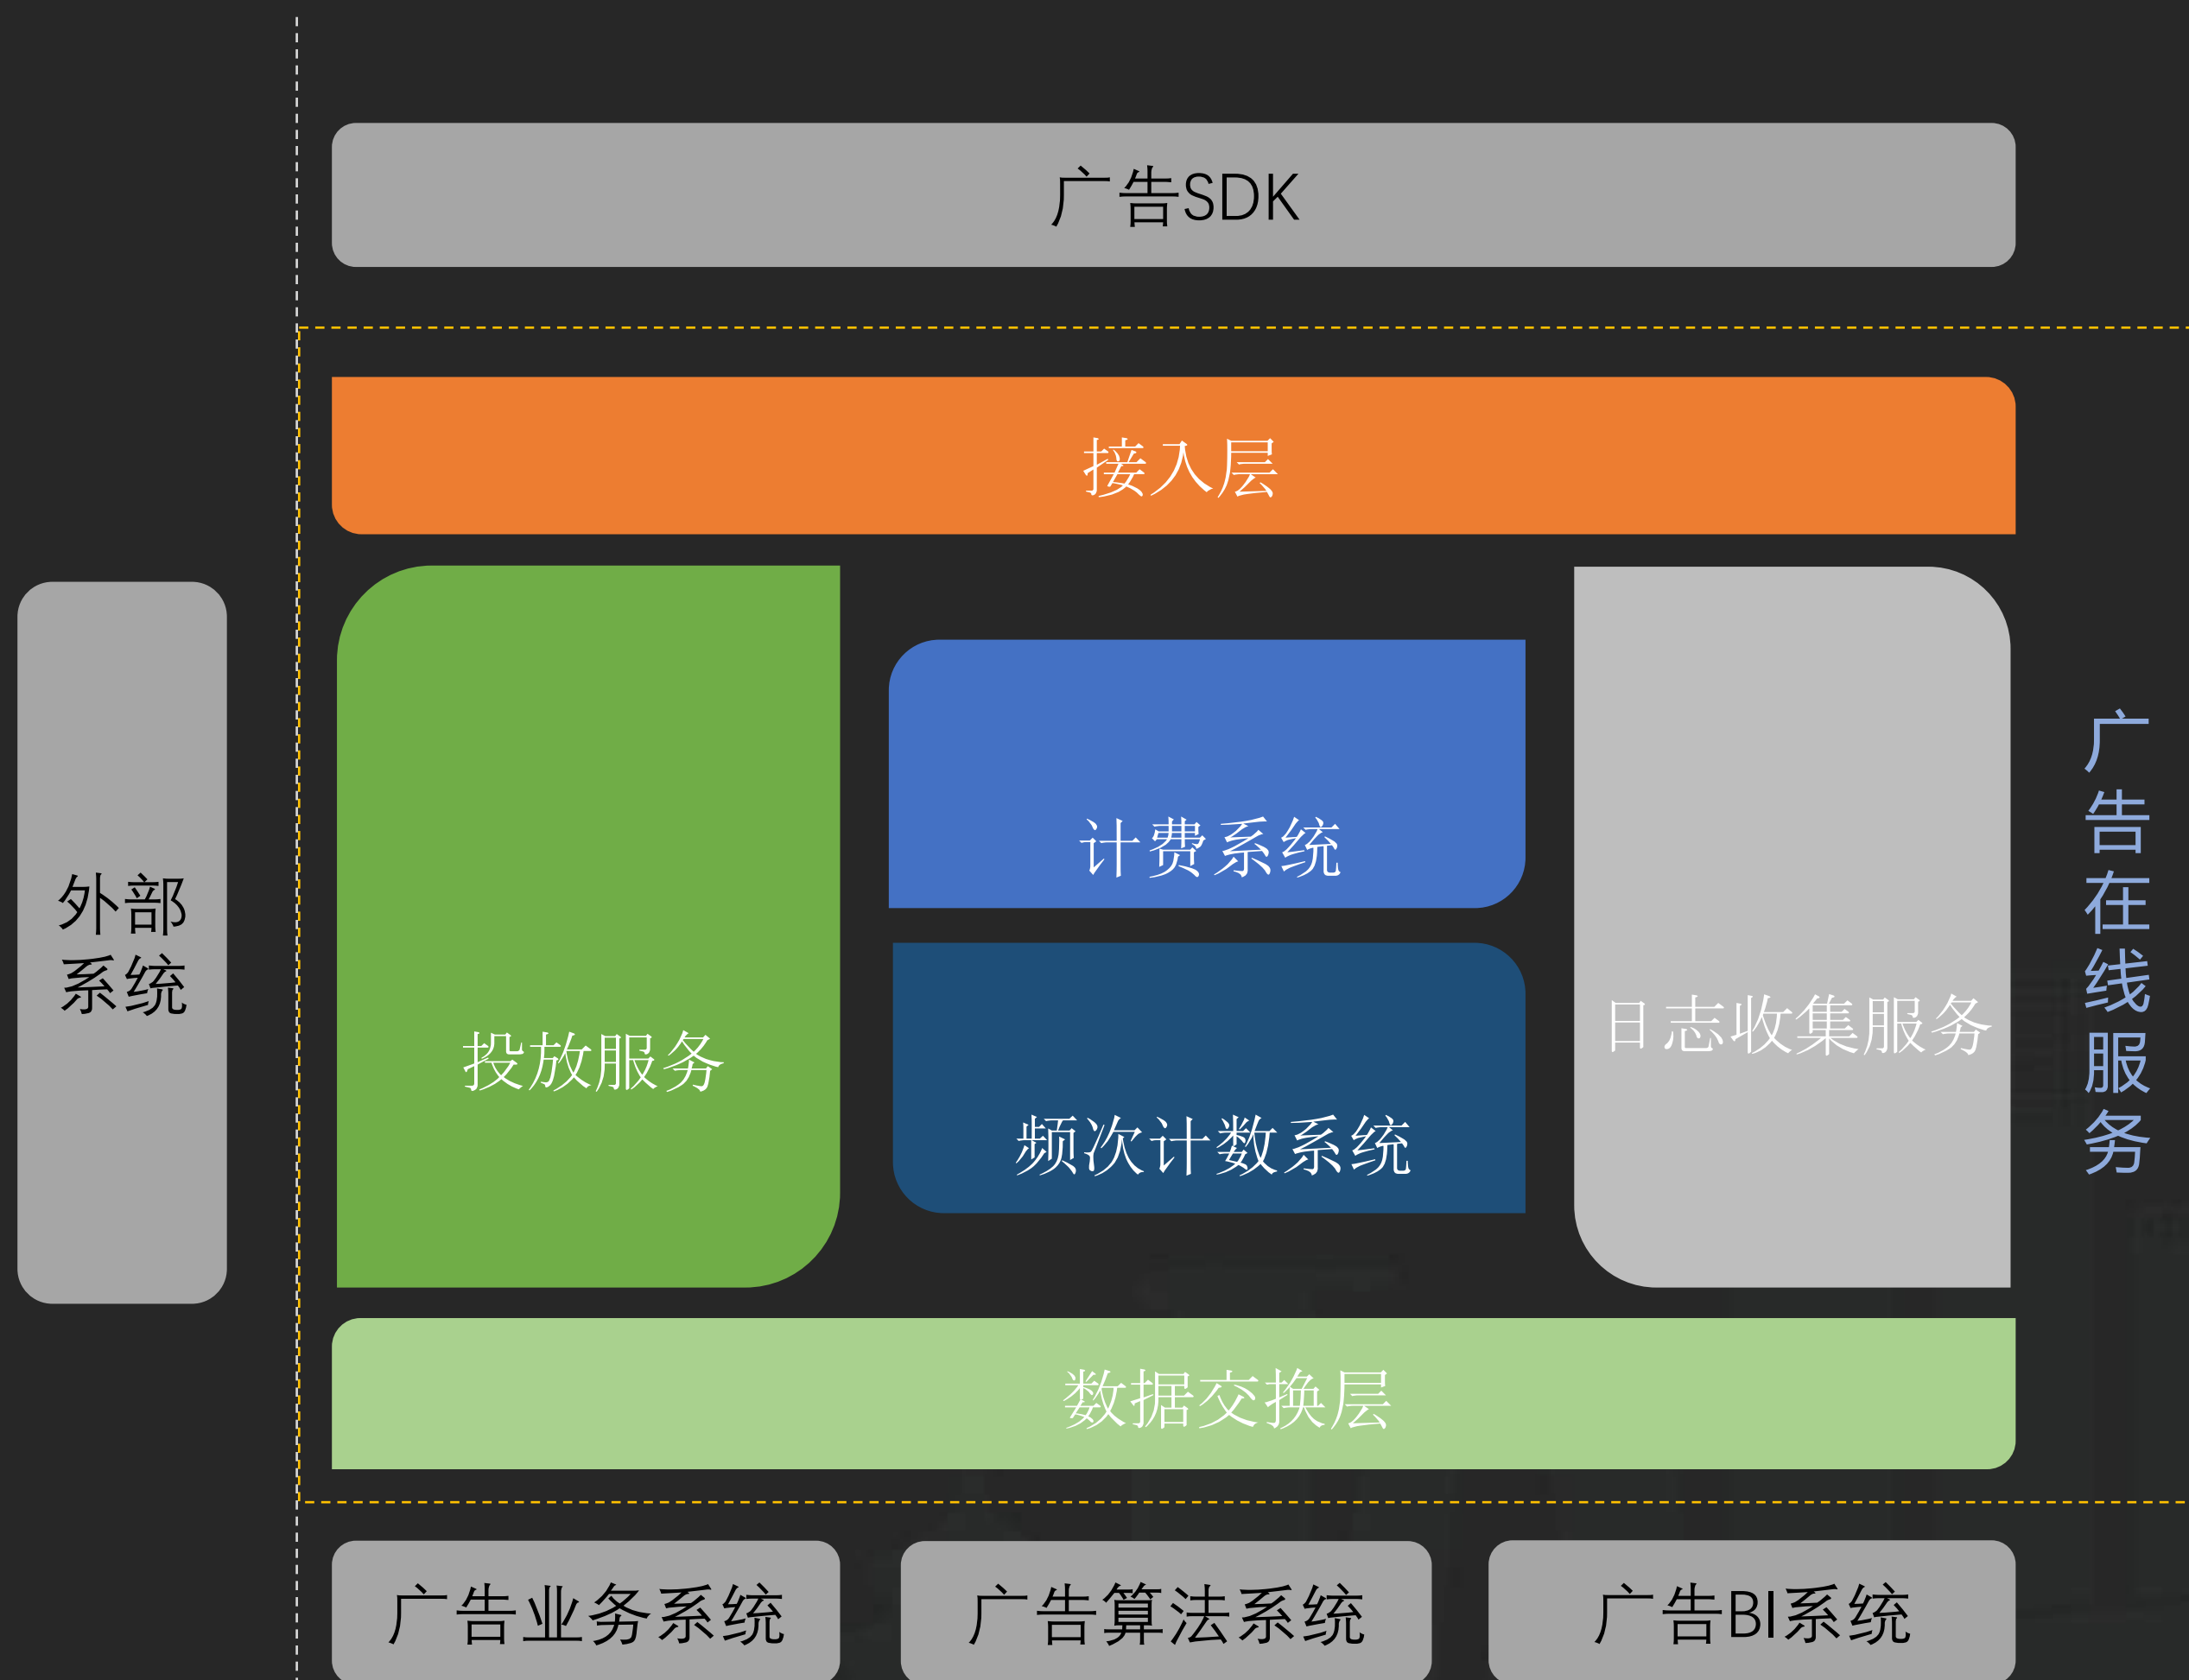 广告SDK
接入层
外部
系统
投放服务
计费系统
频次计数系统
日志收集服务
广告在线服务
数据交换层
广告业务系统
广告算法系统
广告BI系统